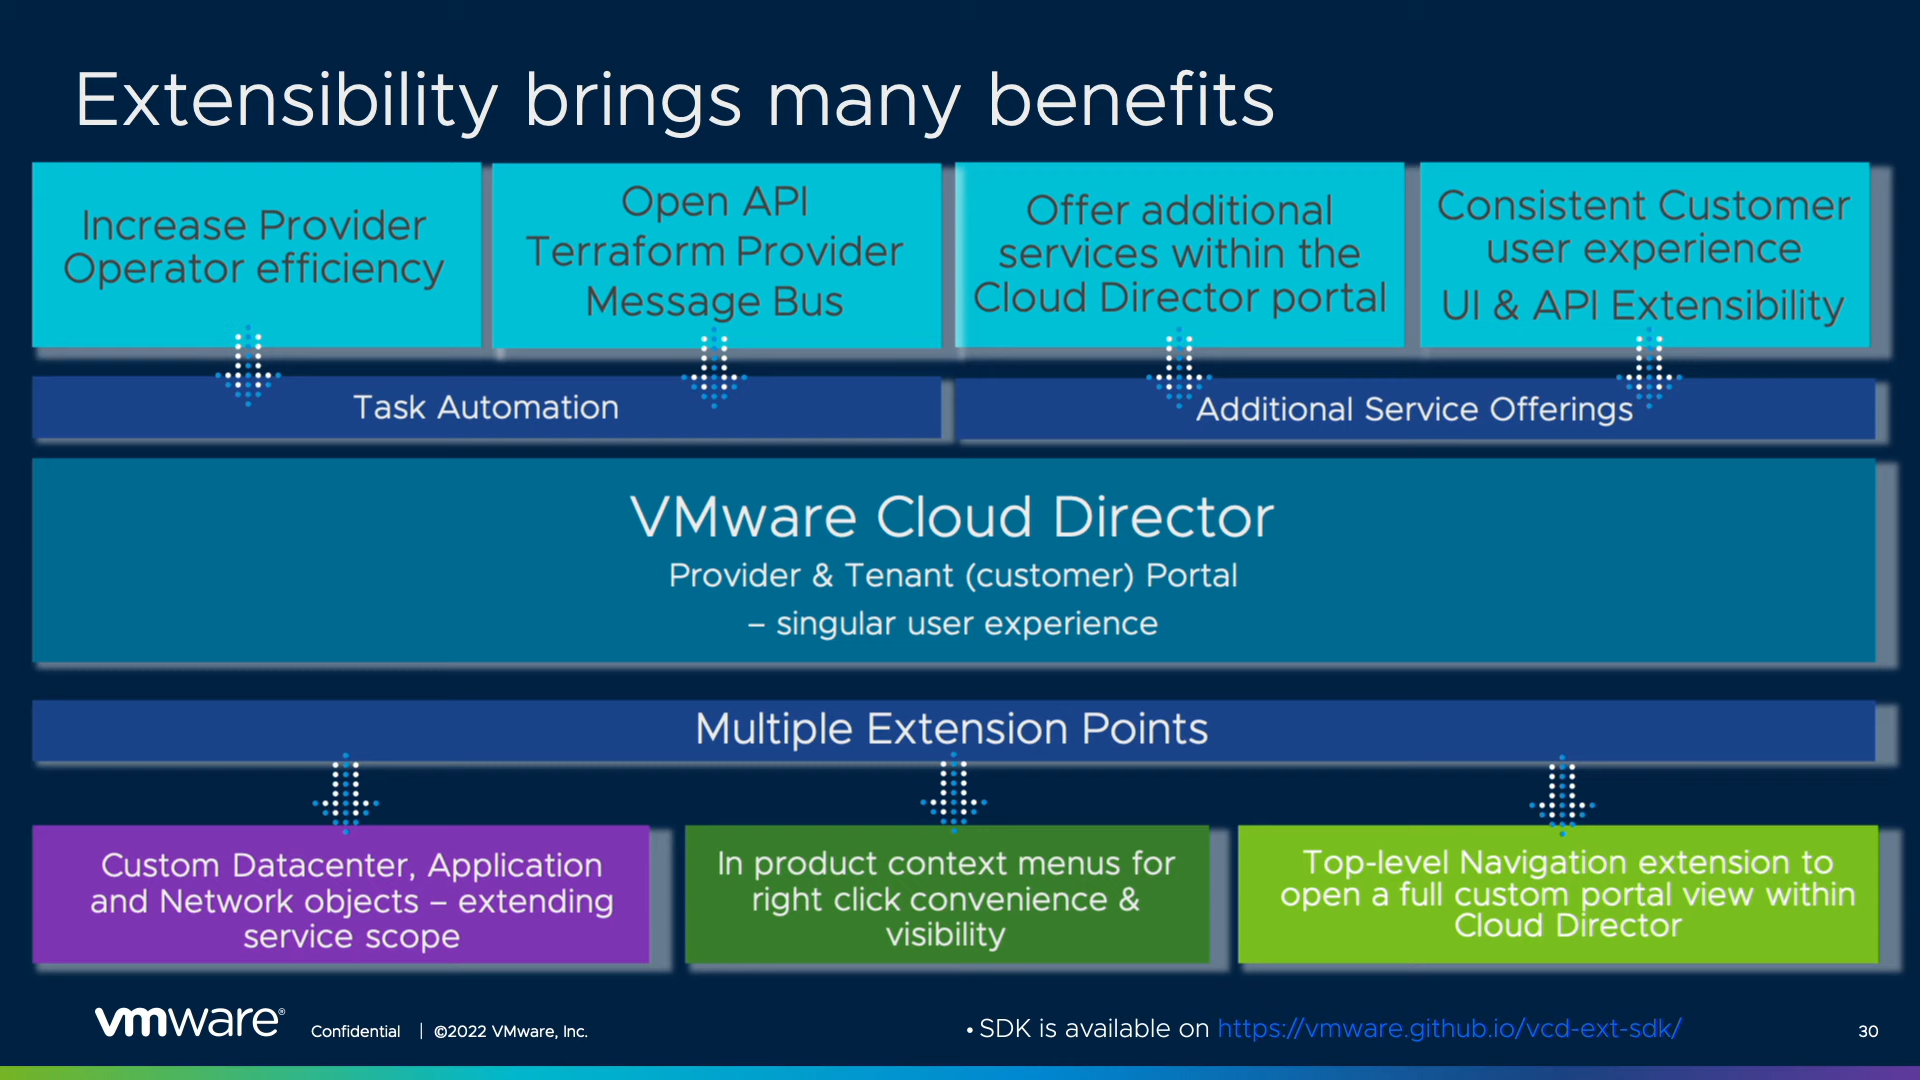 Extensibility brings many benefits
Increase Provider
Operator efficiency
Open API
Terraform Provider
Message Bus
Offer additional
services within the
Cloud Director portal
Consistent Customer
user experience
UI & API Extensibility
Task Automation
Additional Service Offerings
VMware Cloud Director
Provider & Tenant (customer) Portal
– singular user experience
Multiple Extension Points
Custom Datacenter, Application
and Network objects – extending
service scope
In product context menus for
right click convenience &
visibility
Top-level Navigation extension to
open a full custom portal view within
Cloud Director
vmware®
Confidential | ©2022 VMware, Inc.
• SDK is available on https://vmware.github.io/vcd-ext-sdk/
30